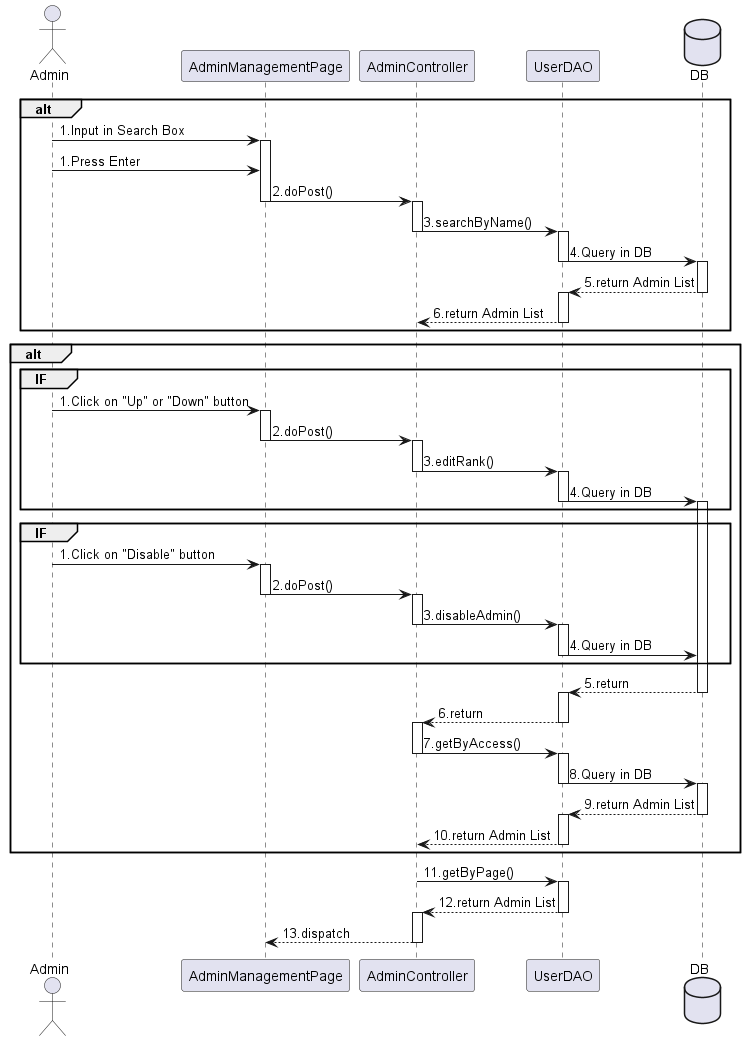 Admin
AdminManagementPage
AdminController
UserDAO
DB
alt
1.Input in Search Box
1.Press Enter
2.doPost()
3.searchByName()
4.Query in DB
5.return Admin List
6.return Admin List
alt
IF
1.Click on "Up" or "Down" button
2.doPost()
3.editRank()
4.Query in DB
IF
1.Click on "Disable" button
2.doPost()
3.disableAdmin()
4.Query in DB
5.return
6.return
7.getByAccess()
8.Query in DB
9.return Admin List
10.return Admin List
11.getByPage()
12.return Admin List
13.dispatch
Admin
AdminManagementPage
AdminController
UserDAO
DB